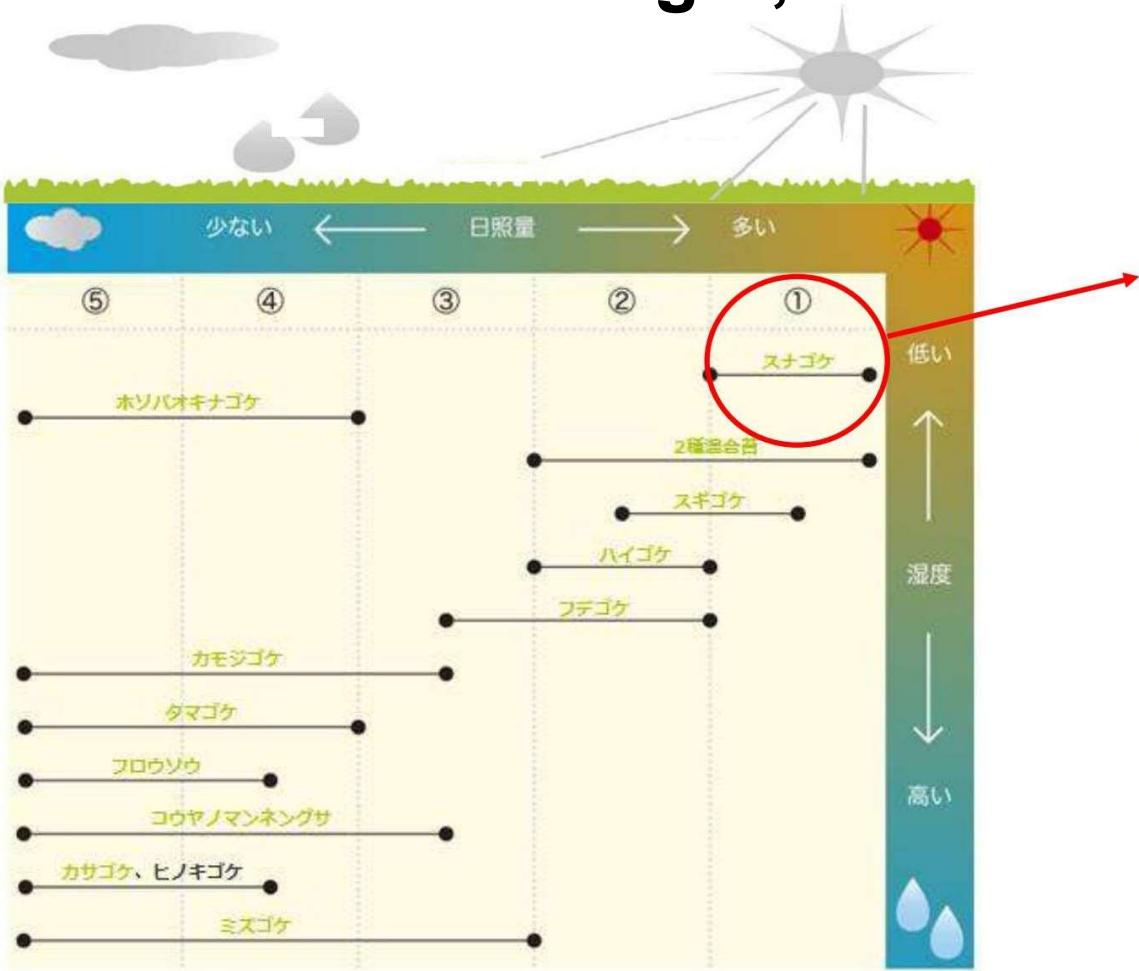 少ない ← 日照量 → 多い
⑤ ④ ③ ② ①
スナゴケ
低い
ホソバオキナゴケ
2種混合苔
スギゴケ
ハイゴケ
湿度
フデゴケ
カモジゴケ
タマゴケ
フロウソウ
高い
コウヤノマンネングサ
カサゴケ、ヒノキゴケ
ミズゴケ